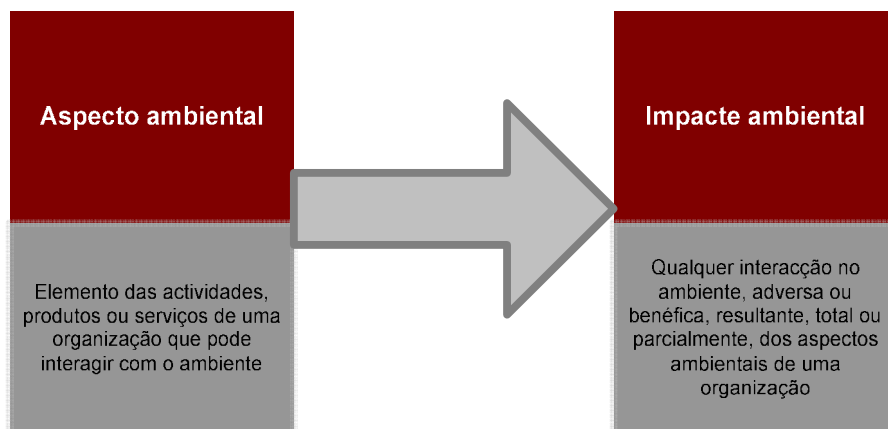 Aspecto ambiental
Elemento das actividades,
produtos ou serviços de uma
organização que pode
interagir com o ambiente
Impacte ambiental
Qualquer interacção no
ambiente, adversa ou
benéfica, resultante, total ou
parcialmente, dos aspectos
ambientais de uma
organização